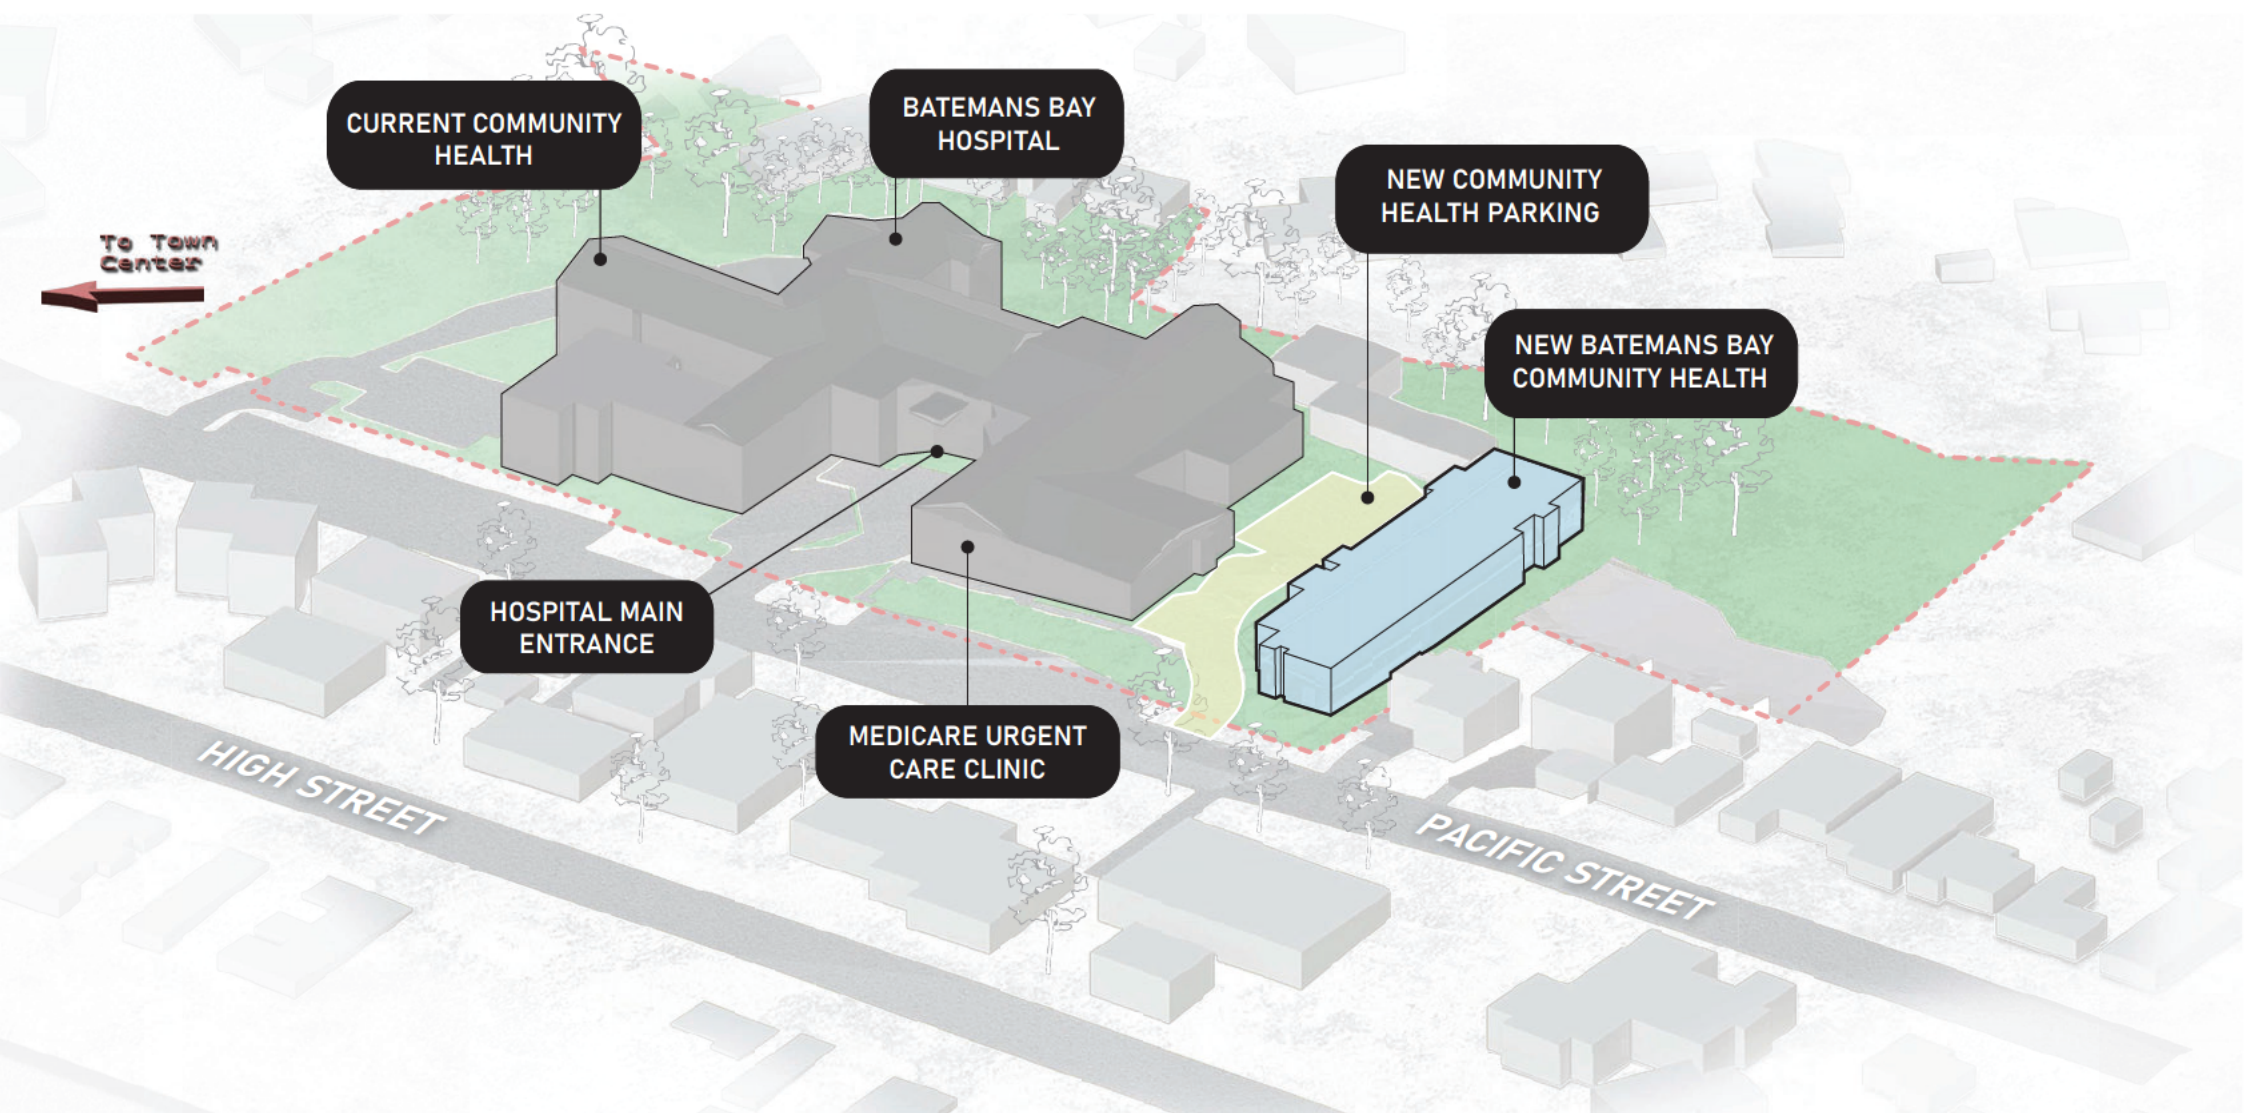 CURRENT COMMUNITY
HEALTH
BATEMANS BAY
HOSPITAL
NEW COMMUNITY
HEALTH PARKING
To Town
Center
NEW BATEMANS BAY
COMMUNITY HEALTH
HOSPITAL MAIN
ENTRANCE
MEDICARE URGENT
CARE CLINIC
HIGH STREET
PACIFIC STREET